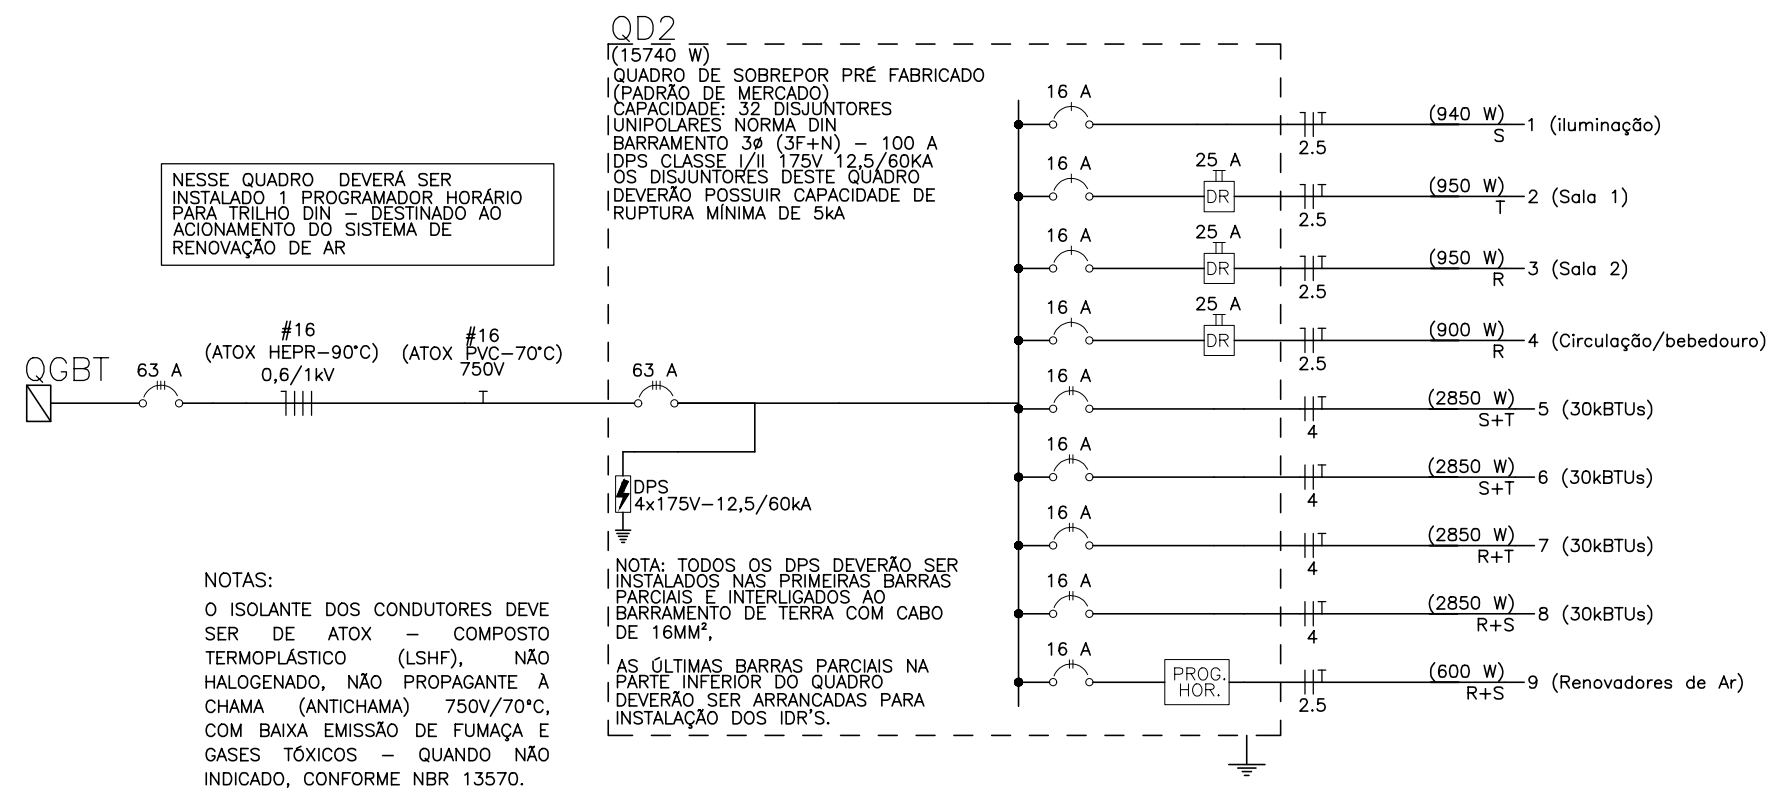 QD2
(15740 W)
QUADRO DE SOBREPOR PRÉ FABRICADO
(PADRÃO DE MERCADO)
CAPACIDADE: 32 DISJUNTORES
UNIPOLARES NORMA DIN
BARRAMENTO 3ø (3F+N) – 100 A
DPS CLASSE I/II 175V 12,5/60KA
OS DISJUNTORES DESTE QUADRO
DEVERÃO POSSUIR CAPACIDADE DE
RUPTURA MÍNIMA DE 5kA
NESSE QUADRO DEVERÁ SER
INSTALADO 1 PROGRAMADOR HORÁRIO
PARA TRILHO DIN – DESTINADO AO
ACIONAMENTO DO SISTEMA DE
RENOVAÇÃO DE AR
QGBT
63 A
#16
(ATOX HEPR–90°C)
0,6/1kV
#16
(ATOX PVC–70°C)
750V
63 A
DPS
4x175V–12,5/60kA
NOTA: TODOS OS DPS DEVERÃO SER
INSTALADOS NAS PRIMEIRAS BARRAS
PARCIAIS E INTERLIGADOS AO
BARRAMENTO DE TERRA COM CABO
DE 16MM²,
AS ÚLTIMAS BARRAS PARCIAIS NA
PARTE INFERIOR DO QUADRO
DEVERÃO SER ARRANCADAS PARA
INSTALAÇÃO DOS IDR'S.
NOTAS:
O ISOLANTE DOS CONDUTORES DEVE
SER DE ATOX – COMPOSTO
TERMOPLÁSTICO (LSHF), NÃO
HALOGENADO, NÃO PROPAGANTE À
CHAMA (ANTICHAMA) 750V/70°C,
COM BAIXA EMISSÃO DE FUMAÇA E
GASES TÓXICOS – QUANDO NÃO
INDICADO, CONFORME NBR 13570.
16 A
2.5
(940 W)
S
1 (iluminação)
16 A
25 A
DR
2.5
(950 W)
T
2 (Sala 1)
16 A
25 A
DR
2.5
(950 W)
R
3 (Sala 2)
16 A
25 A
DR
2.5
(900 W)
R
4 (Circulação/bebedouro)
16 A
4
(2850 W)
S+T
5 (30kBTUs)
16 A
4
(2850 W)
S+T
6 (30kBTUs)
16 A
4
(2850 W)
R+T
7 (30kBTUs)
16 A
4
(2850 W)
R+S
8 (30kBTUs)
16 A
PROG.
HOR.
2.5
(600 W)
R+S
9 (Renovadores de Ar)